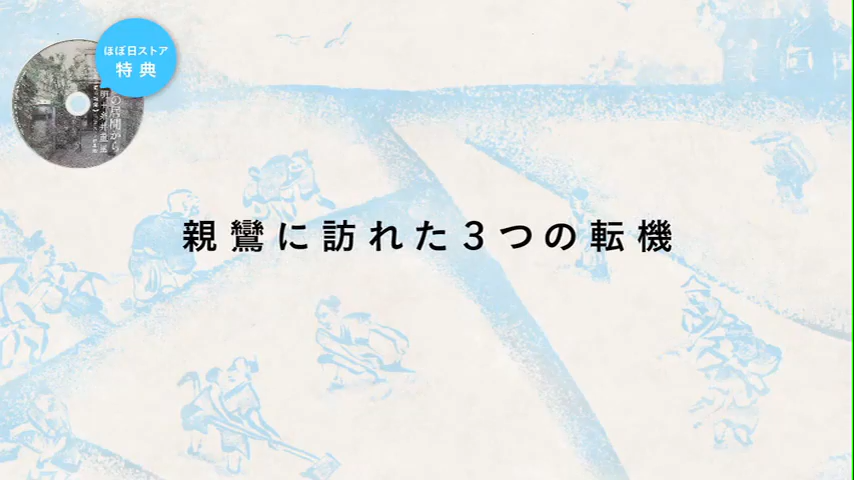 ほぼ日ストア
特典
親鸞に訪れた3つの転機